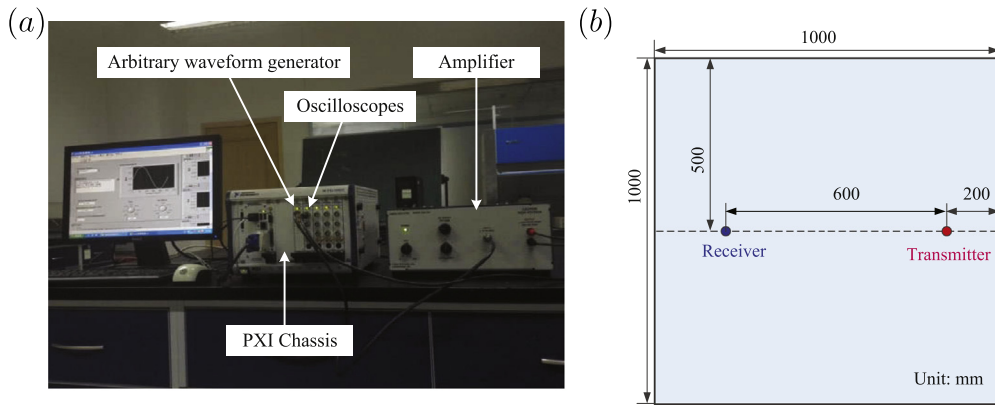 (a)
Arbitrary waveform generator
Amplifier
Oscilloscopes
PXI Chassis
(b)
1000
500
1000
600
200
Receiver
Transmitter
Unit: mm